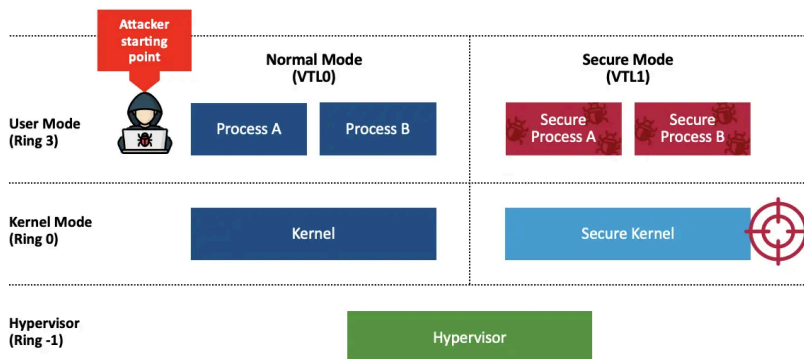 Attacker
starting
point
Normal Mode
(VTL0)
Secure Mode
(VTL1)
User Mode
(Ring 3)
Process A
Process B
Secure
Process A
Secure
Process B
Kernel Mode
(Ring 0)
Kernel
Secure Kernel
Hypervisor
(Ring -1)
Hypervisor